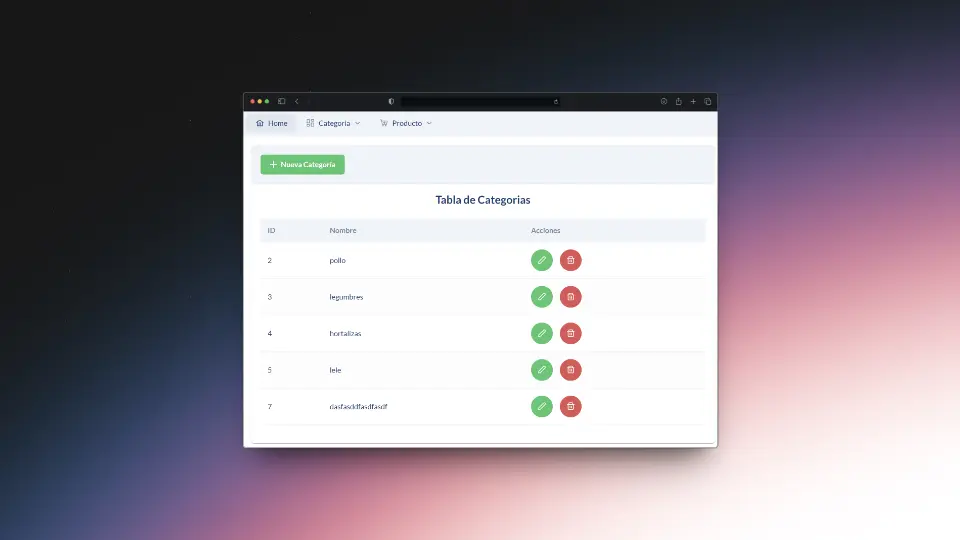 Home Categoria Producto
Nueva Categoria
Tabla de Categorias
ID Nombre Acciones
2 pollo
3 legumbres
4 hortalizas
5 lele
7 dasfasddfasdfasdf